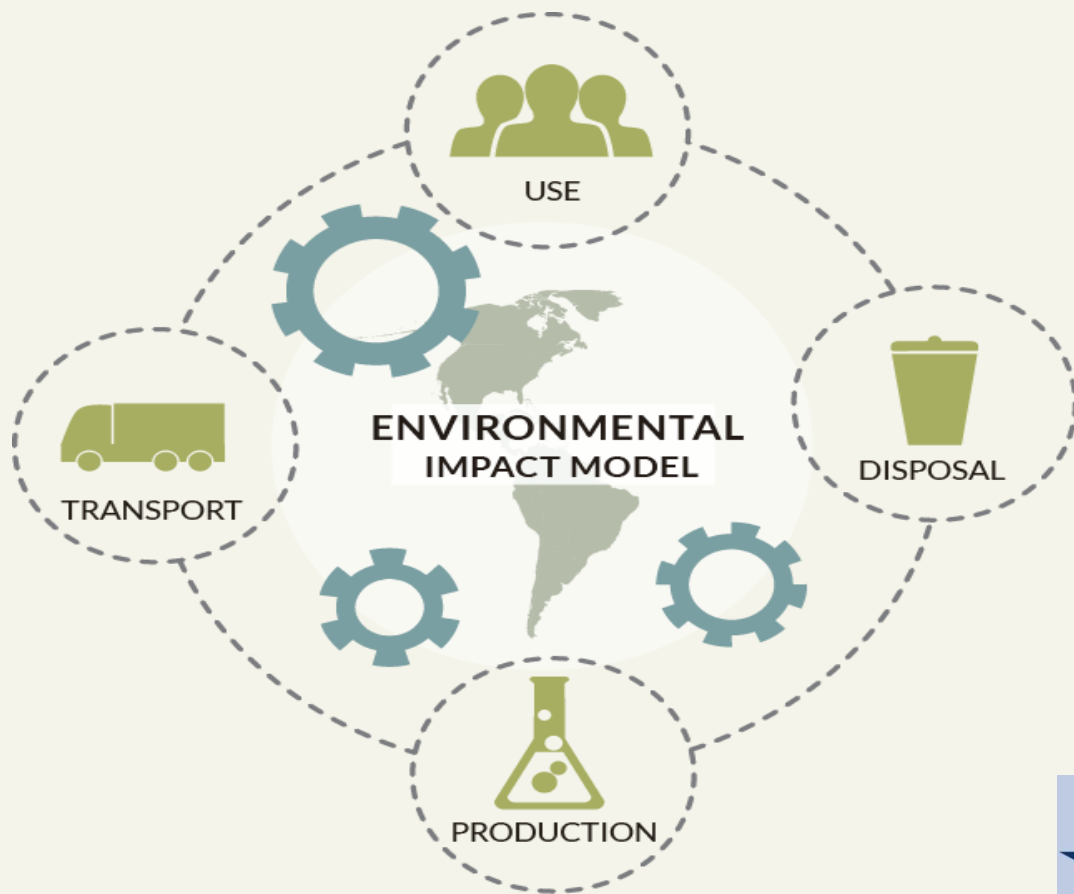 USE
ENVIRONMENTAL
IMPACT MODEL
DISPOSAL
TRANSPORT
PRODUCTION